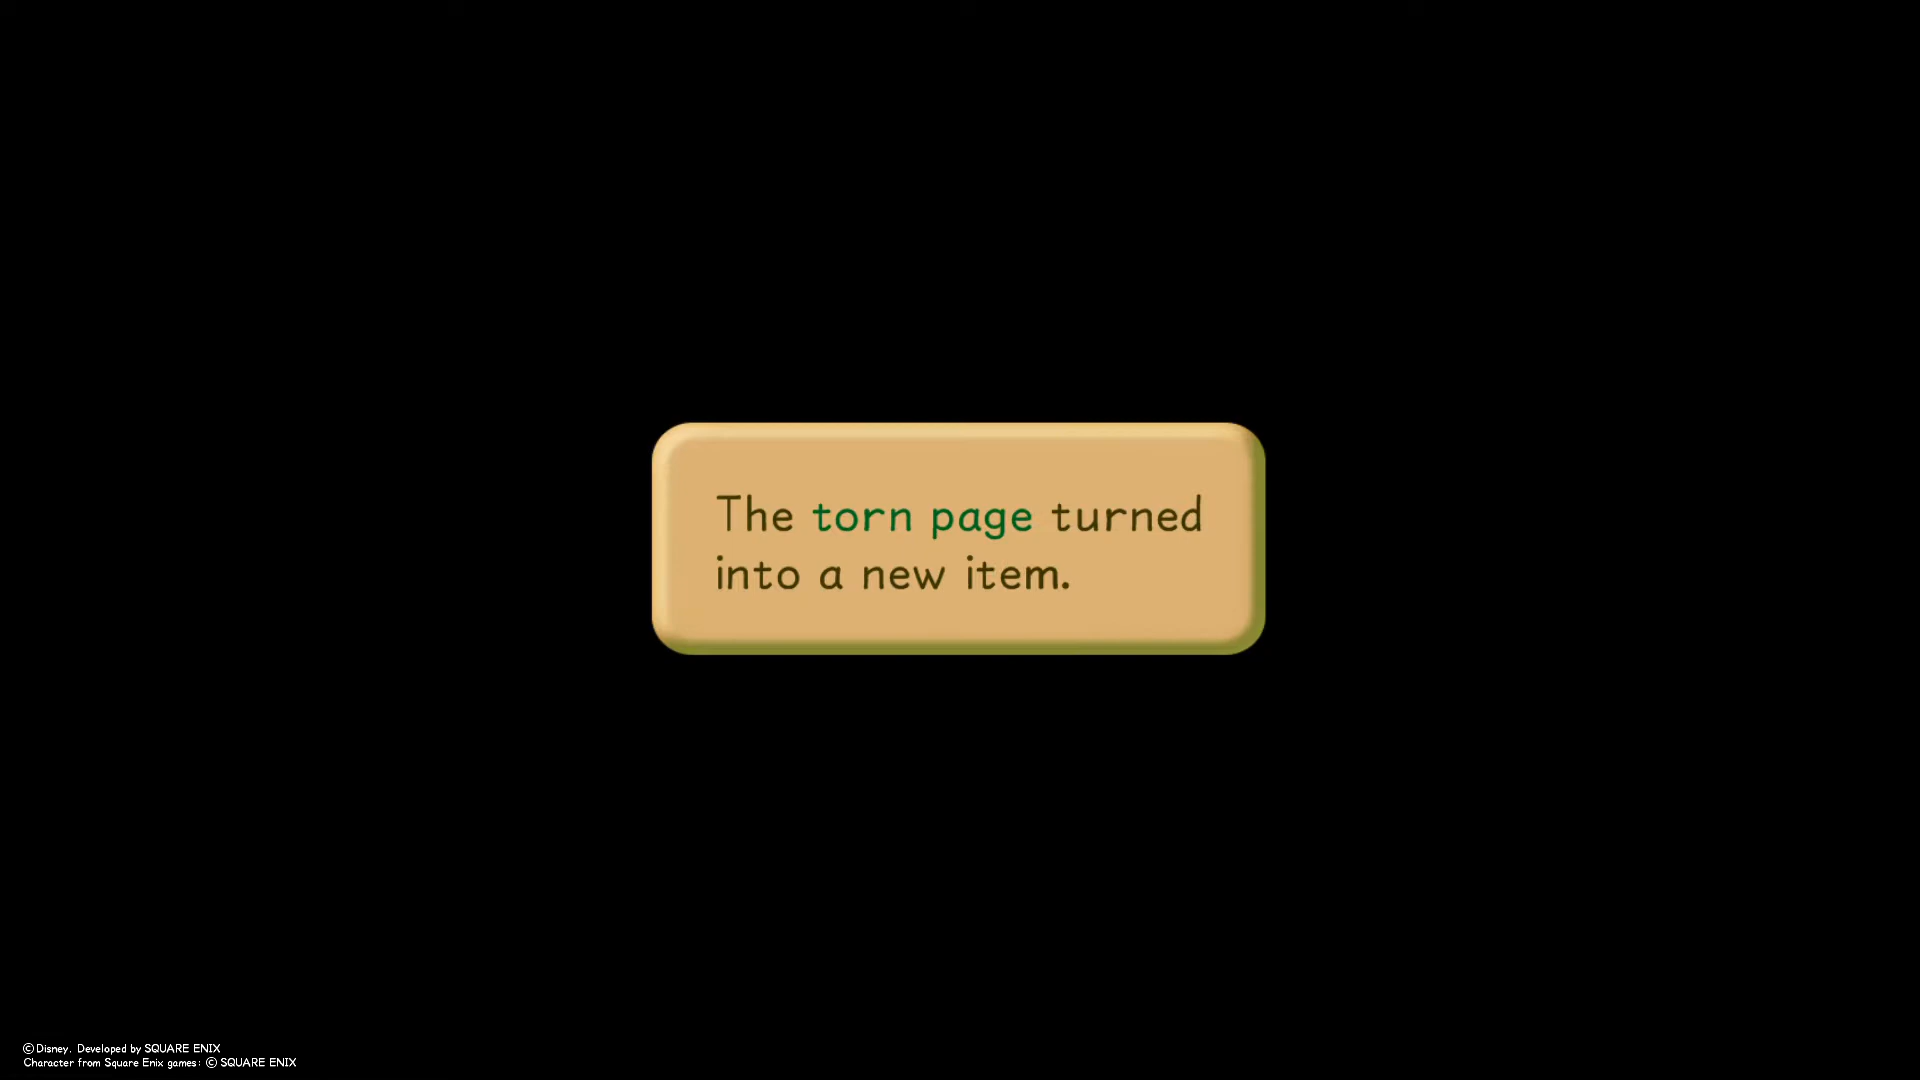 The torn page turned
into a new item.
©Disney. Developed by SQUARE ENIX
Character from Square Enix games: © SQUARE ENIX